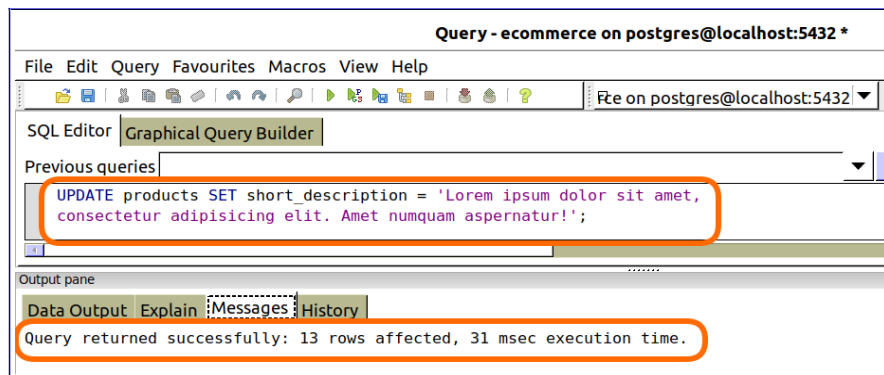 Query - ecommerce on postgres@localhost:5432 *
File Edit Query Favourites Macros View Help
ce on postgres@localhost:5432
SQL Editor Graphical Query Builder
Previous queries
UPDATE products SET short_description = 'Lorem ipsum dolor sit amet,
consectetur adipisicing elit. Amet numquam aspernatur!';
Output pane
Data Output Explain Messages History
Query returned successfully: 13 rows affected, 31 msec execution time.